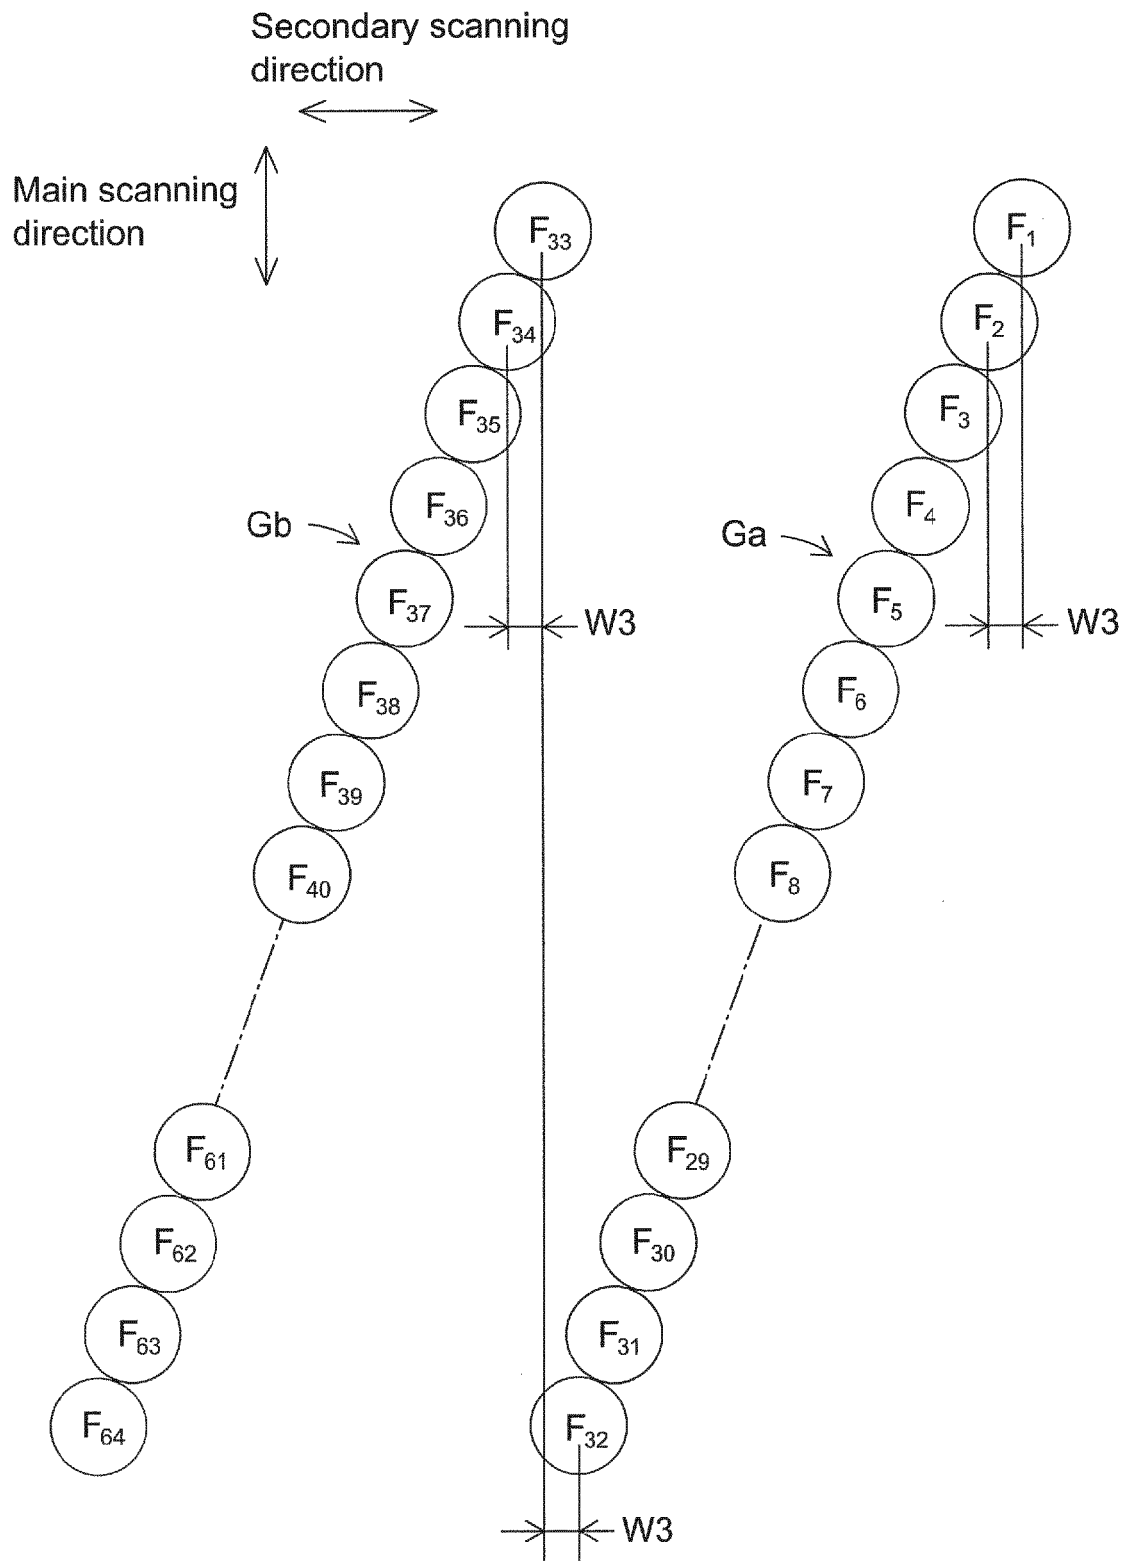 Secondary scanning
direction
Main scanning
direction
F33
F1
F34
F2
F35
F3
F36
F4
Gb
Ga
F37
F5
W3
W3
F38
F6
F39
F7
F40
F8
F61
F29
F62
F30
F63
F31
F64
F32
W3